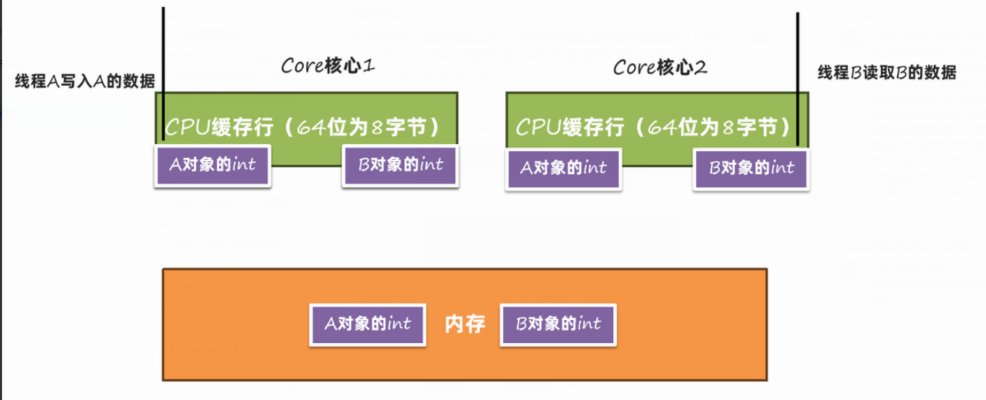 Core核心1
Core核心2
线程A写入A的数据
线程B读取B的数据
CPU缓存行（64位为8字节）
CPU缓存行（64位为8字节）
A对象的int
B对象的int
A对象的int
B对象的int
A对象的int
内存
B对象的int